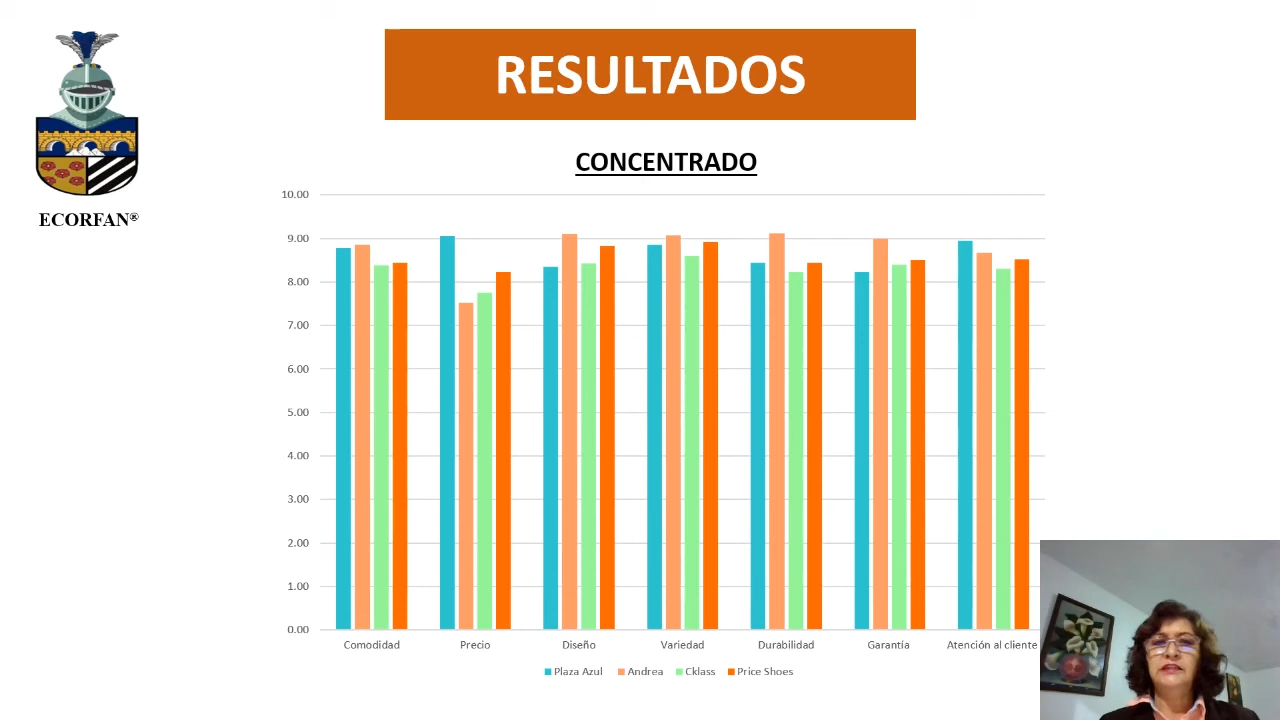 RESULTADOS
CONCENTRADO
ECORFAN®
10.00
9.00
8.00
7.00
6.00
5.00
4.00
3.00
2.00
1.00
0.00
Comodidad Precio Diseño Variedad Durabilidad Garantía Atención al cliente
Plaza Azul Andrea Cklass Price Shoes